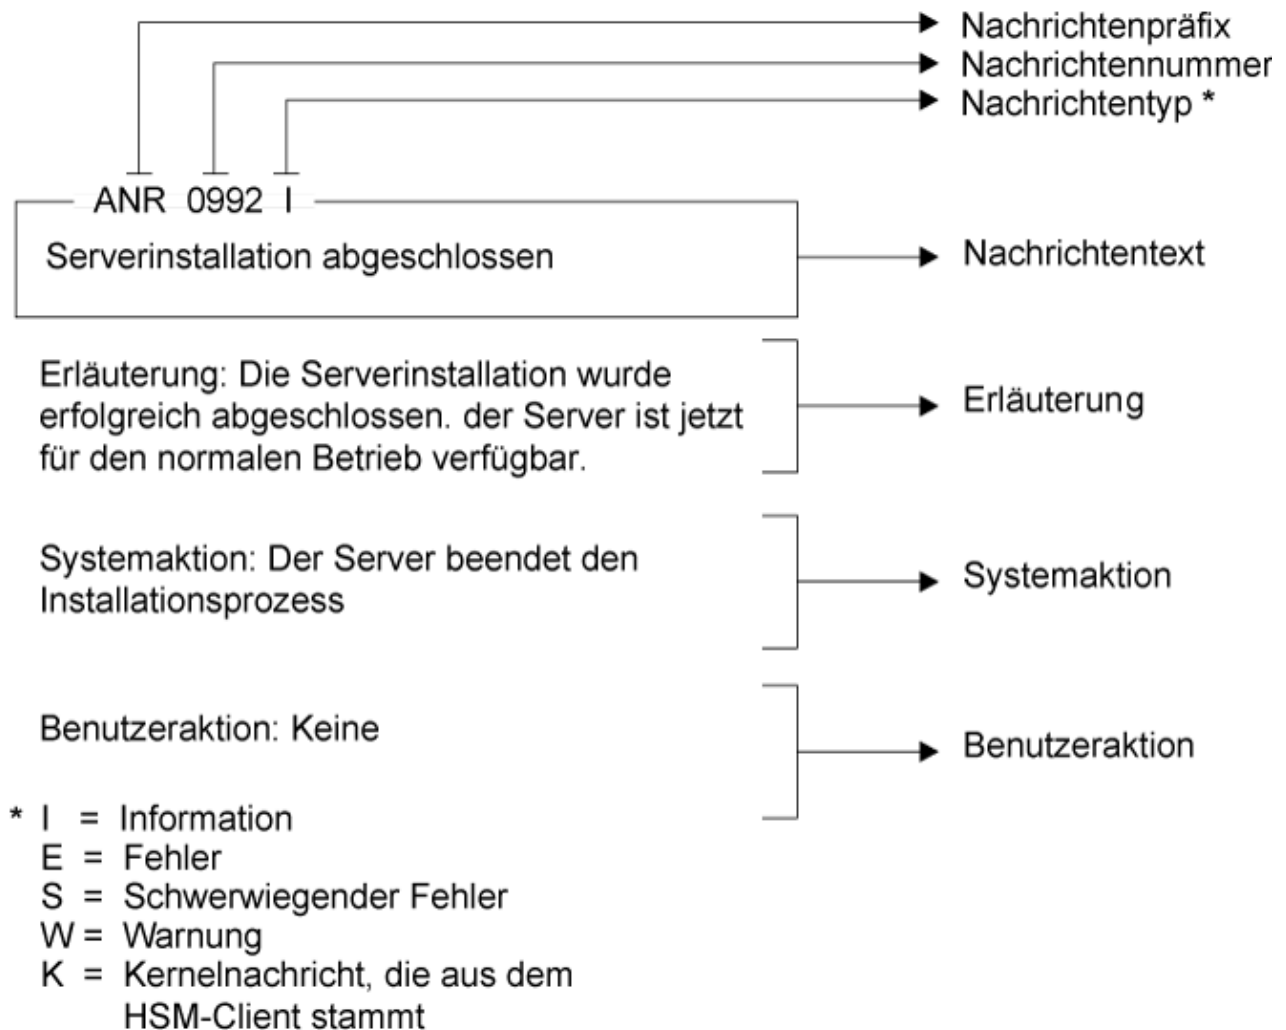 Nachrichtenpräfix
Nachrichtennummer
Nachrichtentyp *
ANR 0992 I
Serverinstallation abgeschlossen
Nachrichtentext
Erläuterung: Die Serverinstallation wurde
erfolgreich abgeschlossen. der Server ist jetzt
für den normalen Betrieb verfügbar.
Erläuterung
Systemaktion: Der Server beendet den
Installationsprozess
Systemaktion
Benutzeraktion: Keine
Benutzeraktion
* I = Information
E = Fehler
S = Schwerwiegender Fehler
W = Warnung
K = Kernelnachricht, die aus dem
HSM-Client stammt